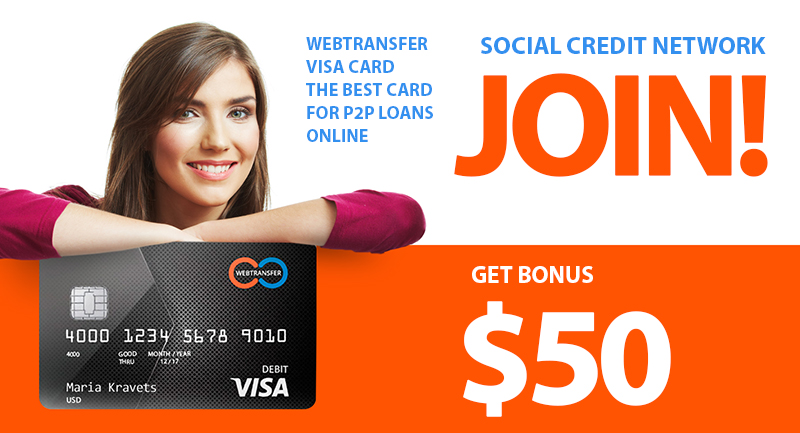 WEBTRANSFER
VISA CARD
THE BEST CARD
FOR P2P LOANS
ONLINE
SOCIAL CREDIT NETWORK
JOIN!
WEBTRANSFER
4000 1234 5678 9010
4000
GOOD
THRU
MONTH / YEAR
12/17
DEBIT
VISA
Maria Kravets
USD
GET BONUS
$50